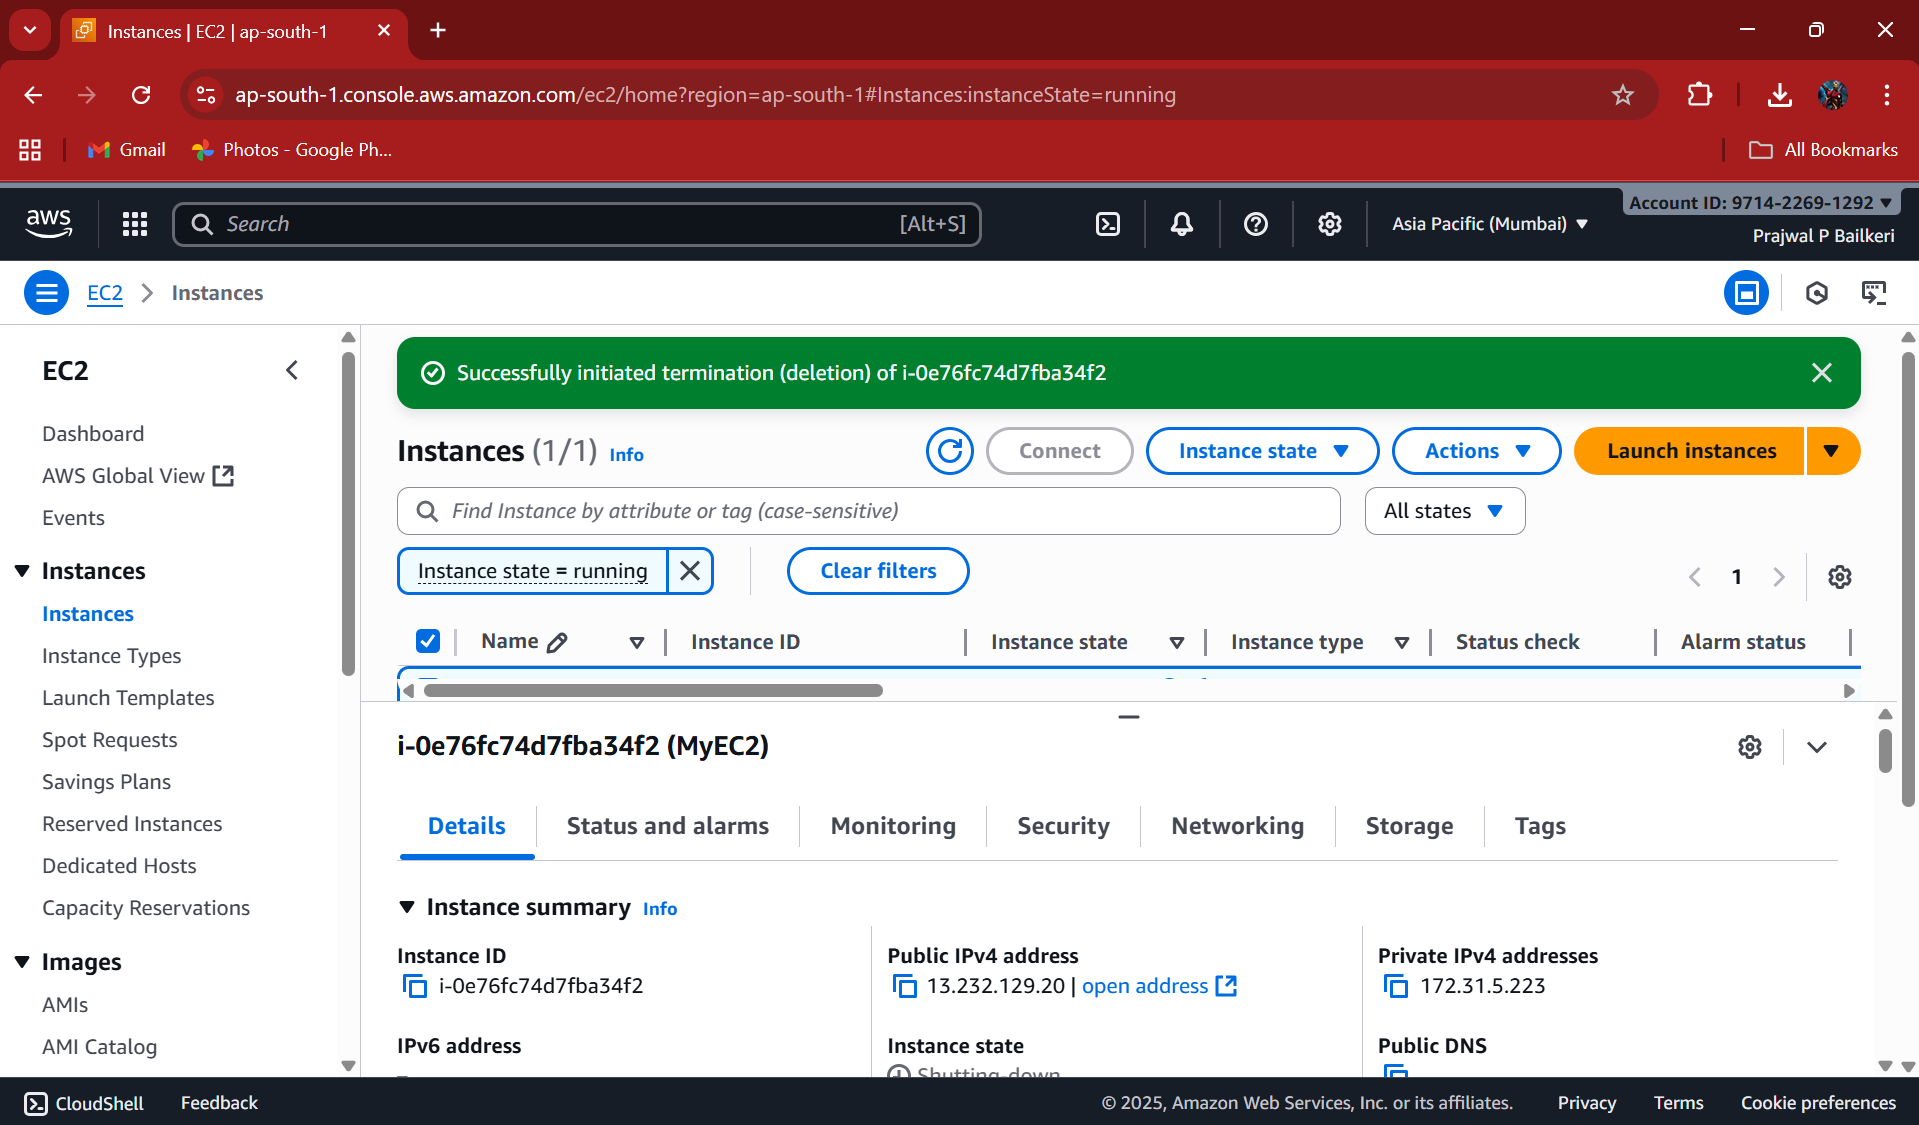 Instances | EC2 | ap-south-1
ap-south-1.console.aws.amazon.com/ec2/home?region=ap-south-1#Instances:instanceState=running
Gmail
Photos - Google Ph...
All Bookmarks
aws
Search
[Alt+S]
Asia Pacific (Mumbai)
Account ID: 9714-2269-1292
Prajwal P Bailkeri
EC2
Instances
EC2
Dashboard
AWS Global View
Events
Instances
Instances
Instance Types
Launch Templates
Spot Requests
Savings Plans
Reserved Instances
Dedicated Hosts
Capacity Reservations
Images
AMIs
AMI Catalog
Successfully initiated termination (deletion) of i-0e76fc74d7fba34f2
Instances (1/1) Info
Connect
Instance state
Actions
Launch instances
Find Instance by attribute or tag (case-sensitive)
All states
Instance state = running
Clear filters
1
Name
Instance ID
Instance state
Instance type
Status check
Alarm status
i-0e76fc74d7fba34f2 (MyEC2)
Details
Status and alarms
Monitoring
Security
Networking
Storage
Tags
Instance summary Info
Instance ID
i-0e76fc74d7fba34f2
Public IPv4 address
13.232.129.20 | open address
Private IPv4 addresses
172.31.5.223
IPv6 address
Instance state
Shutting-down
Public DNS
CloudShell
Feedback
© 2025, Amazon Web Services, Inc. or its affiliates.
Privacy
Terms
Cookie preferences